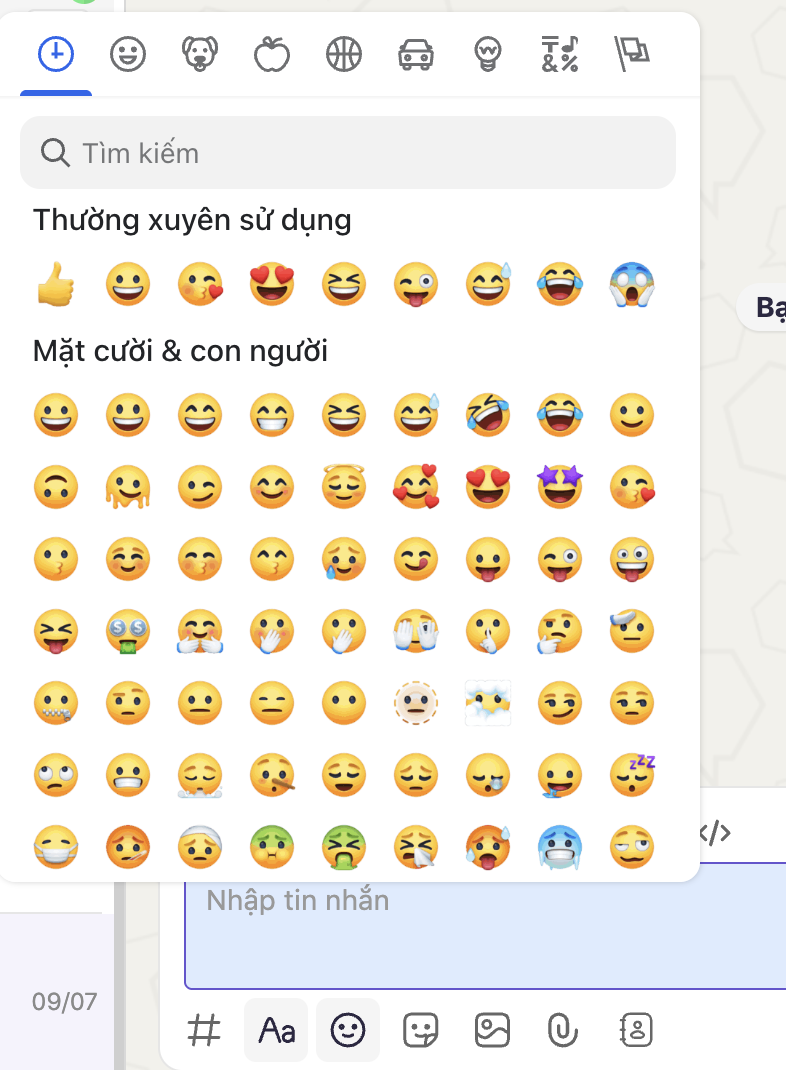 Tìm kiếm
Thường xuyên sử dụng
Bạ
Mặt cười & con người
</>
Nhập tin nhắn
09/07
Aa